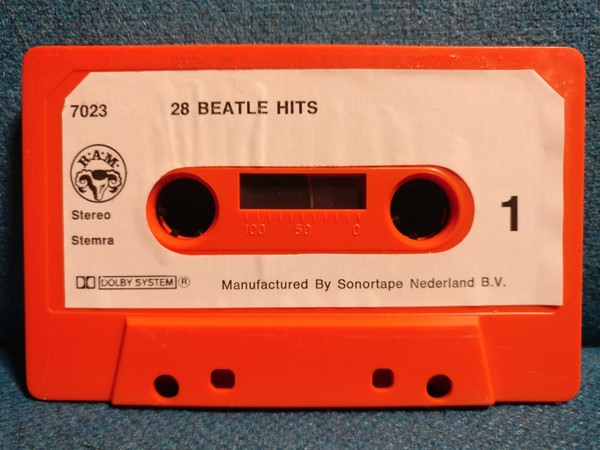 7023 28 BEATLE HITS
R.A.M.
Stereo
Stemra
1
100 50 0
DOLBY SYSTEM ® Manufactured By Sonortape Nederland B.V.